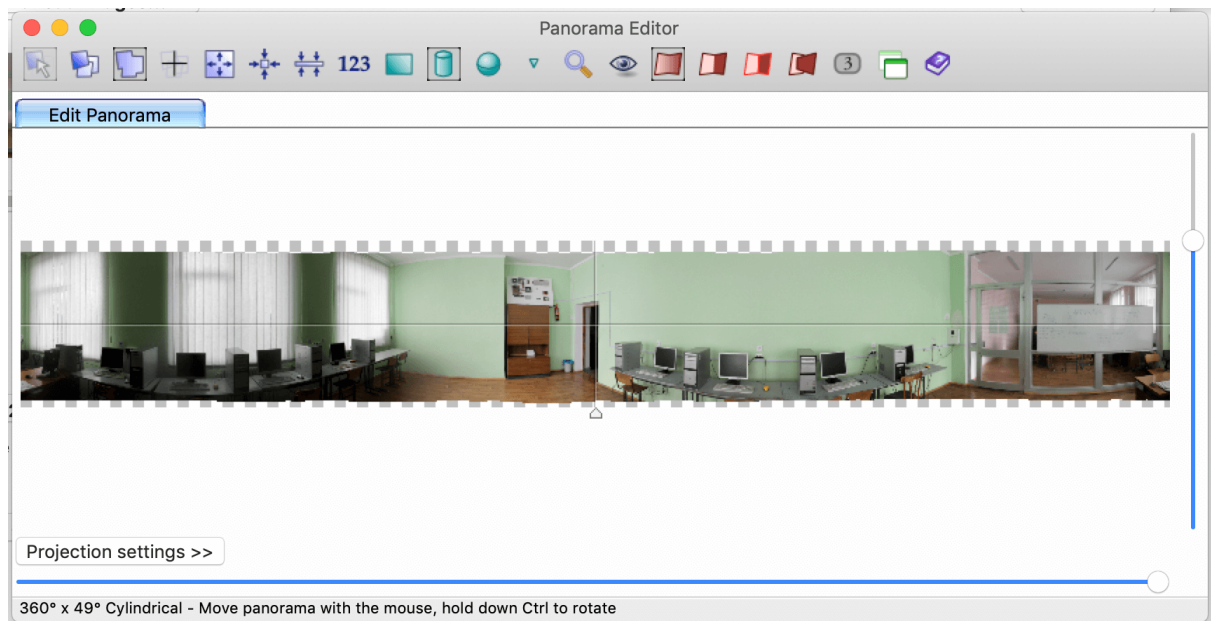 Panorama Editor
123
3
Edit Panorama
Projection settings >>
360° x 49° Cylindrical - Move panorama with the mouse, hold down Ctrl to rotate